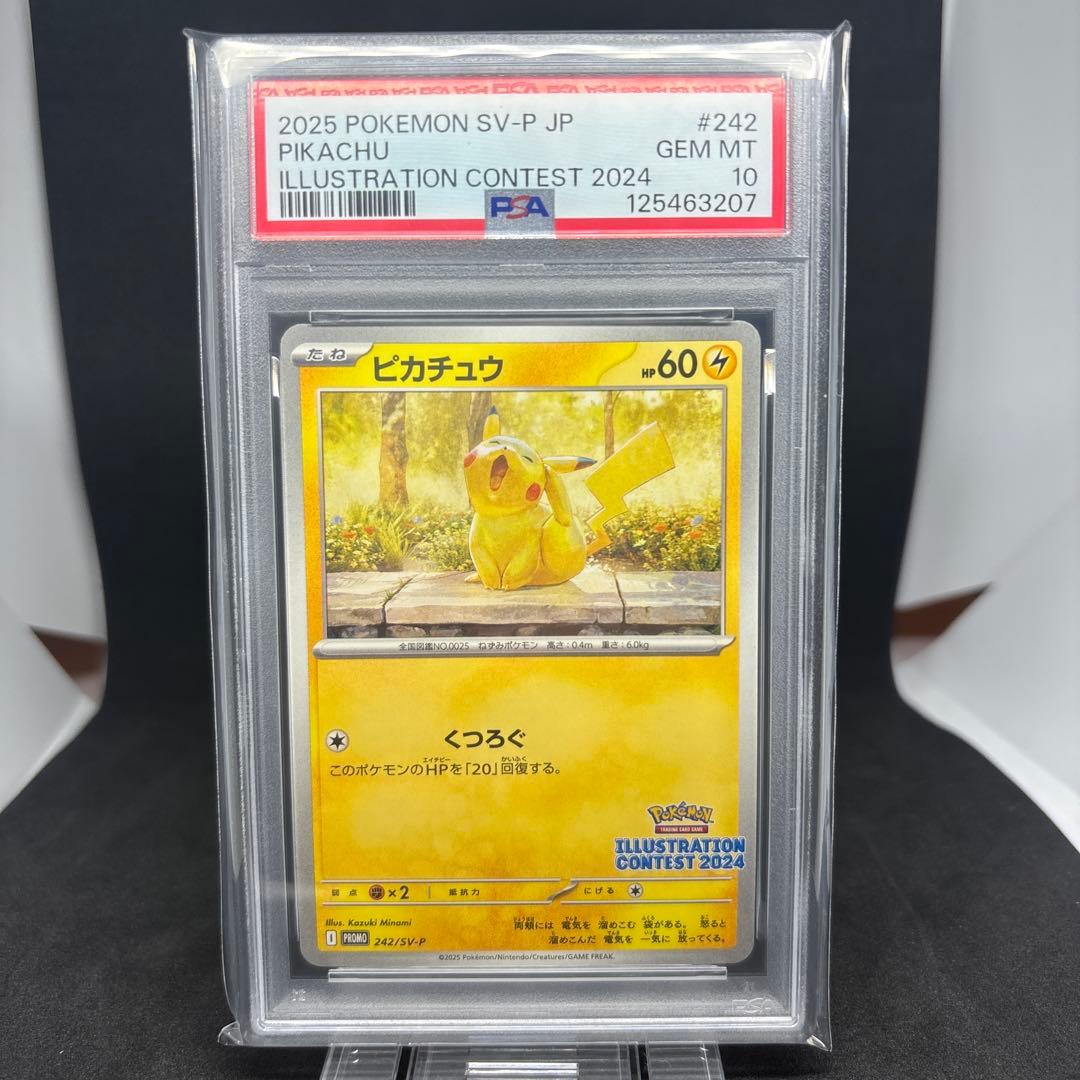 2025 POKEMON SV-P JP #242
PIKACHU GEM MT
ILLUSTRATION CONTEST 2024 10
PSA 125463207
たね ピカチュウ HP60
全国図鑑NO.0025 ねずみポケモン 高さ:0.4m 重さ:6.0kg
くつろぐ
このポケモンのHPを「20」回復する。
POKÉMON
TRADING CARD GAME
ILLUSTRATION
CONTEST 2024
弱点 ×2 抵抗力 にげる
Illus. Kazuki Minami
両頬には 電気を 溜めこむ 袋がある。 怒ると
溜めこんだ 電気を 一気に 放ってくる。
I PROMO 242/SV-P
©2025 Pokémon/Nintendo/Creatures/GAME FREAK.
PSA